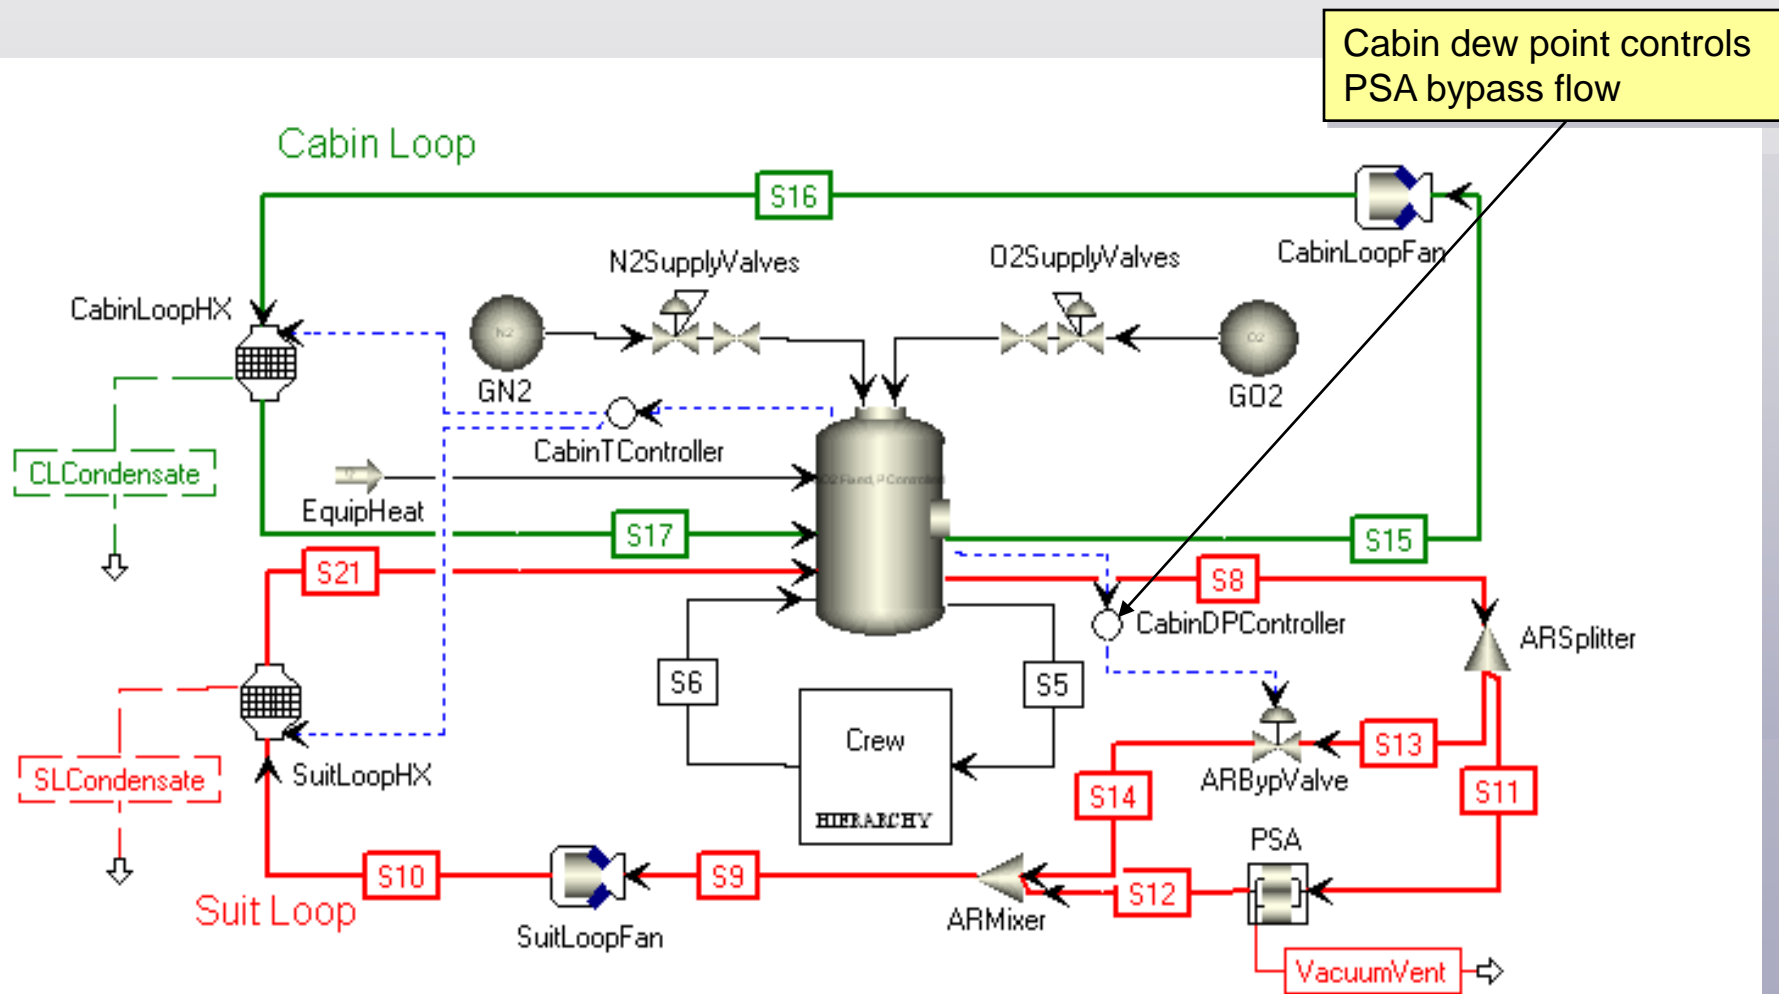 Cabin dew point controls
PSA bypass flow
Cabin Loop
S16
CabinLoopFan
N2SupplyValves
O2SupplyValves
CabinLoopHX
N2
GN2
O2
GO2
CabinTController
CLCondensate
EquipHeat
S17
S15
S21
S8
CabinDPController
ARSplitter
S6
S5
Crew
HIERARCHY
SLCondensate
SuitLoopHX
S13
ARBypValve
S14
S11
PSA
S10
S9
S12
Suit Loop
SuitLoopFan
ARMixer
VacuumVent